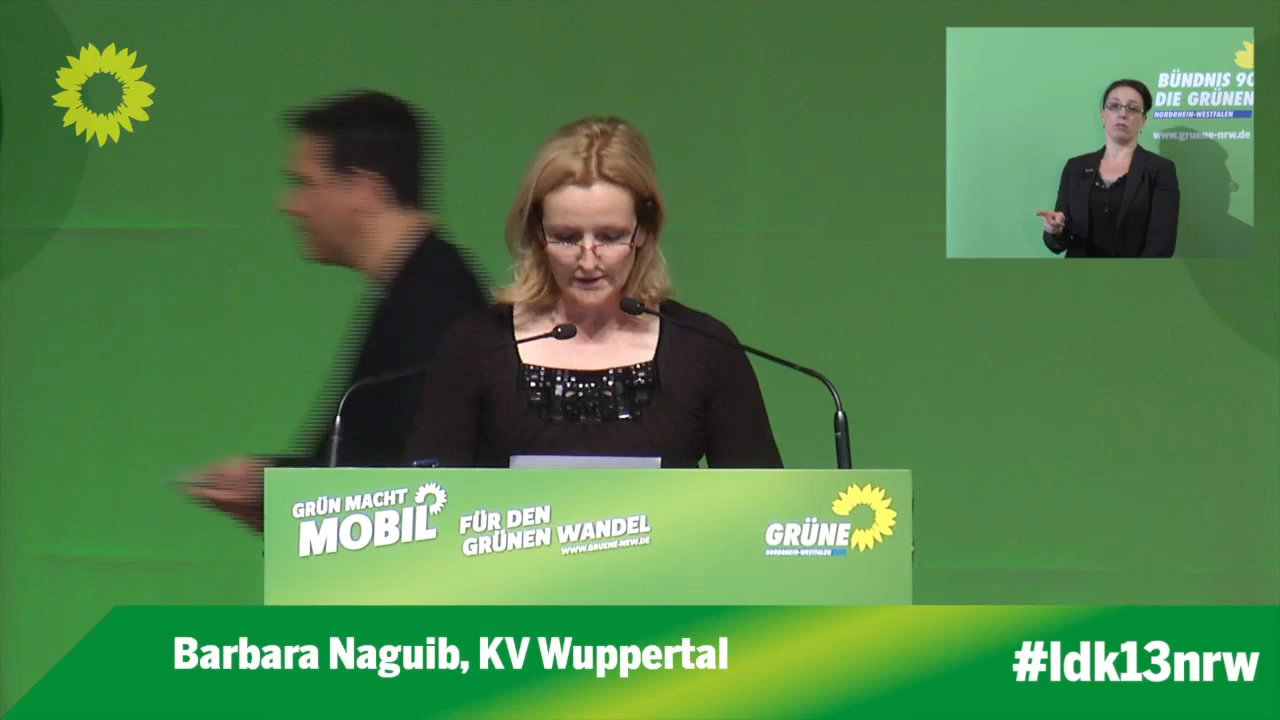 BÜNDNIS 90
DIE GRÜNEN
NORDRHEIN-WESTFALEN
www.gruene-nrw.de
GRÜN MACHT
MOBIL
FÜR DEN
GRÜNEN WANDEL
WWW.GRUENE-NRW.DE
GRÜNE
NORDRHEIN-WESTFALEN
Barbara Naguib, KV Wuppertal
#ldk13nrw